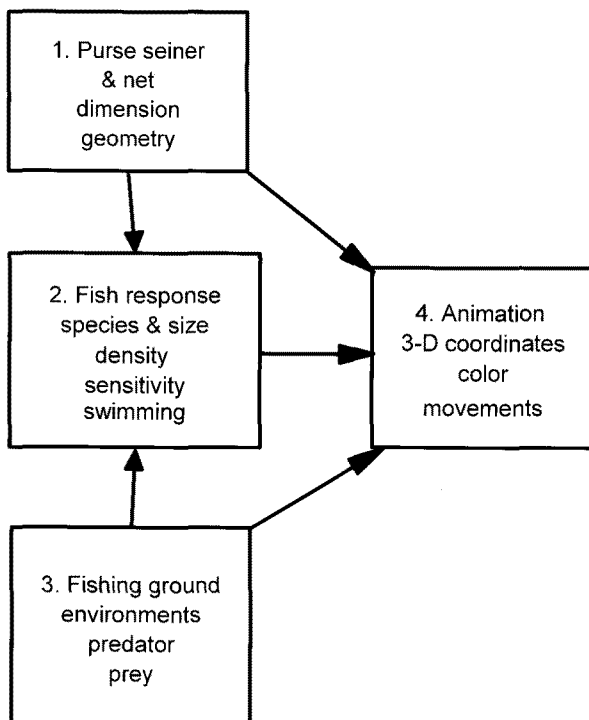 1. Purse seiner
& net
dimension
geometry
2. Fish response
species & size
density
sensitivity
swimming
3. Fishing ground
environments
predator
prey
4. Animation
3-D coordinates
color
movements